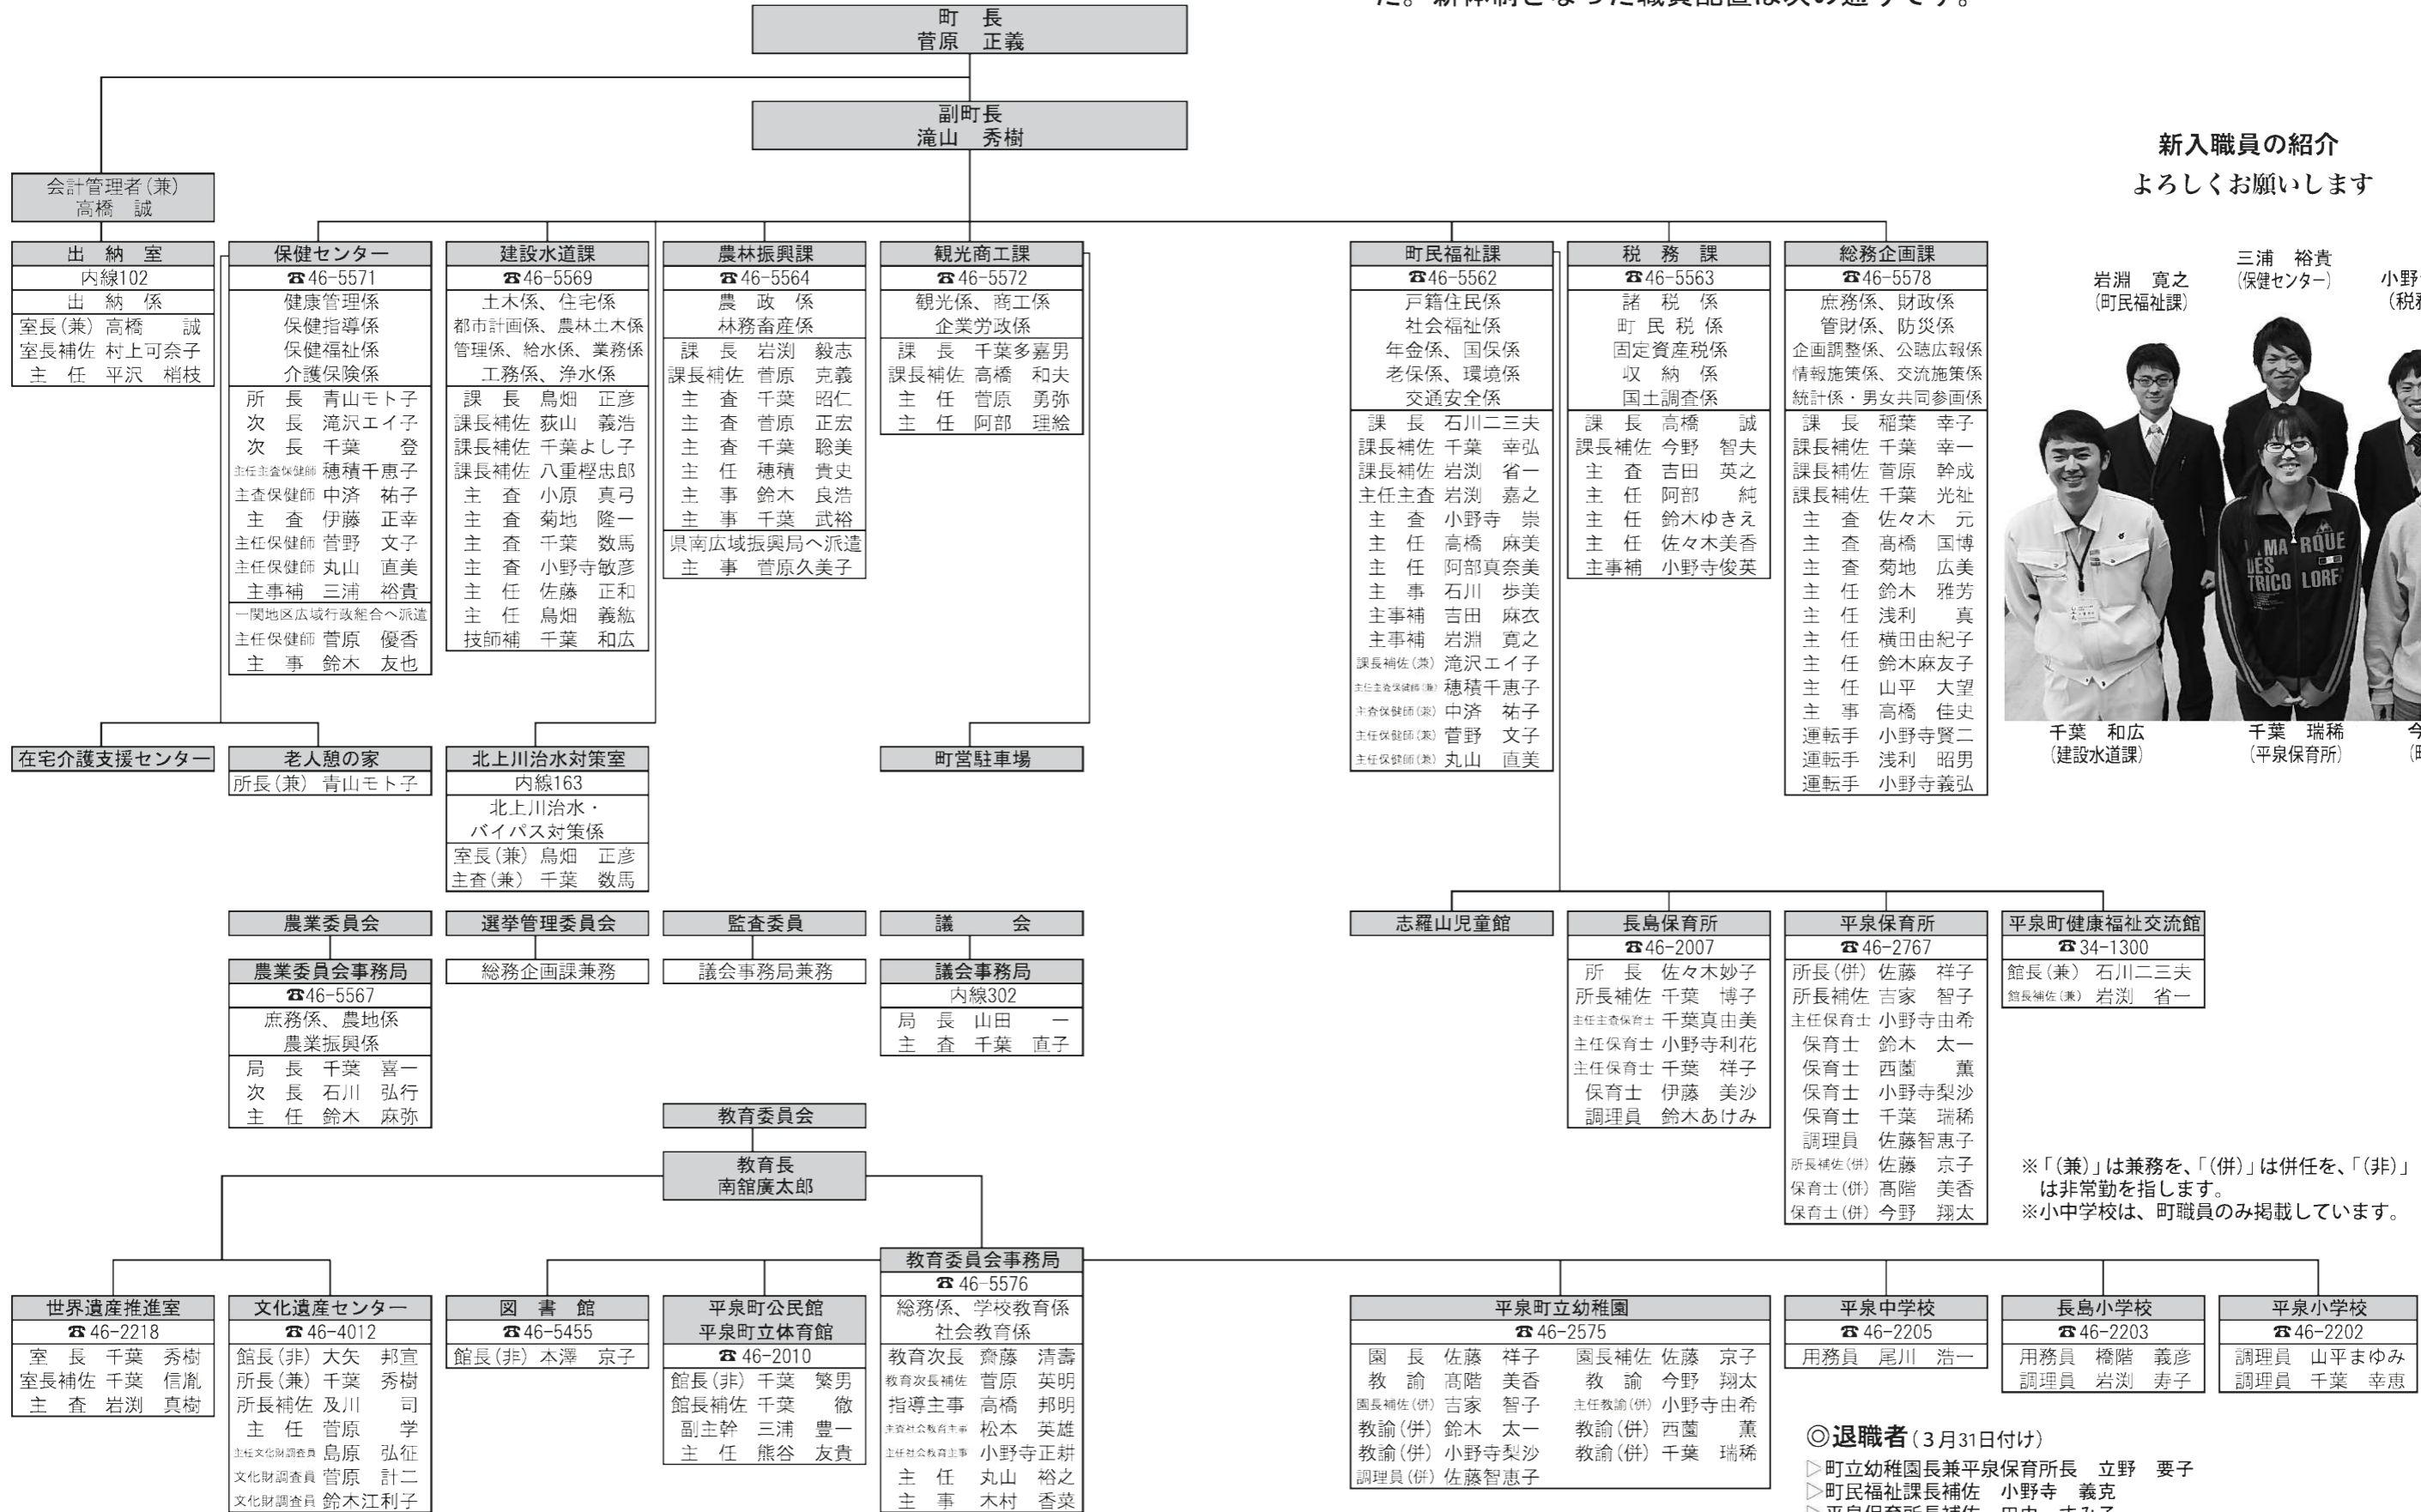 町　長
菅原　正義
副町長
滝山　秀樹
会計管理者(兼)
高橋　誠
出　納　室
内線102
出　納　係
室長(兼) 高橋　誠
室長補佐 村上可奈子
主　任 平沢　梢枝
保健センター
☎46-5571
健康管理係
保健指導係
保健福祉係
介護保険係
所　長 青山モト子
次　長 滝沢エイ子
次　長 千葉　登
主任主査保健師 穂積千恵子
主査保健師 中済　祐子
主　査 伊藤　正幸
主任保健師 菅野　文子
主任保健師 丸山　直美
主事補 三浦　裕貴
一関地区広域行政組合へ派遣
主任保健師 菅原　優香
主　事 鈴木　友也
建設水道課
☎46-5569
土木係、住宅係
都市計画係、農林土木係
管理係、給水係、業務係
工務係、浄水係
課　長 鳥畑　正彦
課長補佐 荻山　義浩
課長補佐 千葉よし子
課長補佐 八重樫忠郎
主　査 小原　真弓
主　査 菊地　隆一
主　査 千葉　数馬
主　査 小野寺敏彦
主　任 佐藤　正和
主　任 鳥畑　義紘
技師補 千葉　和広
農林振興課
☎46-5564
農　政　係
林務畜産係
課　長 岩渕　毅志
課長補佐 菅原　克義
主　査 千葉　昭仁
主　査 菅原　正宏
主　査 千葉　聡美
主　任 穂積　貴史
主　事 鈴木　良浩
主　事 千葉　武裕
県南広域振興局へ派遣
主　事 菅原久美子
観光商工課
☎46-5572
観光係、商工係
企業労政係
課　長 千葉多嘉男
課長補佐 高橋　和夫
主　任 菅原　勇弥
主　任 阿部　理絵
町民福祉課
☎46-5562
戸籍住民係
社会福祉係
年金係、国保係
老保係、環境係
交通安全係
課　長 石川二三夫
課長補佐 千葉　幸弘
課長補佐 岩渕　省一
主任主査 岩渕　嘉之
主　査 小野寺　崇
主　任 高橋　麻美
主　任 阿部真奈美
主　事 石川　歩美
主事補 吉田　麻衣
主事補 岩淵　寛之
課長補佐(兼) 滝沢エイ子
主任主査保健師(兼) 穂積千恵子
主査保健師(兼) 中済　祐子
主任保健師(兼) 菅野　文子
主任保健師(兼) 丸山　直美
税　務　課
☎46-5563
諸　税　係
町　民　税　係
固定資産税係
収　納　係
国土調査係
課　長 高橋　誠
課長補佐 今野　智夫
主　査 吉田　英之
主　任 阿部　純
主　任 鈴木ゆきえ
主　任 佐々木美香
主事補 小野寺俊英
総務企画課
☎46-5578
庶務係、財政係
管財係、防災係
企画調整係、公聴広報係
情報施策係、交流施策係
統計係・男女共同参画係
課　長 稲葉　幸子
課長補佐 千葉　幸一
課長補佐 菅原　幹成
課長補佐 千葉　光祉
主　査 佐々木　元
主　査 髙橋　国博
主　査 菊地　広美
主　任 鈴木　雅芳
主　任 浅利　真
主　任 横田由紀子
主　任 鈴木麻友子
主　任 山平　大望
主　事 高橋　佳史
運転手 小野寺賢二
運転手 浅利　昭男
運転手 小野寺義弘
新入職員の紹介
よろしくお願いします
岩淵　寛之
(町民福祉課)
三浦　裕貴
(保健センター)
千葉　和広
(建設水道課)
千葉　瑞稀
(平泉保育所)
在宅介護支援センター
老人憩の家
所長(兼) 青山モト子
北上川治水対策室
内線163
北上川治水・
バイパス対策係
室長(兼) 鳥畑　正彦
主査(兼) 千葉　数馬
町営駐車場
農業委員会
農業委員会事務局
☎46-5567
庶務係、農地係
農業振興係
局　長 千葉　喜一
次　長 石川　弘行
主　任 鈴木　麻弥
選挙管理委員会
総務企画課兼務
監査委員
議会事務局兼務
議　　会
議会事務局
内線302
局　長 山田　一
主　査 千葉　直子
志羅山児童館
長島保育所
☎46-2007
所　長 佐々木妙子
所長補佐 千葉　博子
主任主査保育士 千葉真由美
主任保育士 小野寺利花
主任保育士 千葉　祥子
保育士 伊藤　美沙
調理員 鈴木あけみ
平泉保育所
☎46-2767
所長(併) 佐藤　祥子
所長補佐 吉家　智子
主任保育士 小野寺由希
保育士 鈴木　太一
保育士 西薗　薫
保育士 小野寺梨沙
保育士 千葉　瑞稀
調理員 佐藤智恵子
所長補佐(併) 佐藤　京子
保育士(併) 髙階　美香
保育士(併) 今野　翔太
平泉町健康福祉交流館
☎34-1300
館長(兼) 石川二三夫
館長補佐(兼) 岩渕　省一
※「(兼)」は兼務を、「(併)」は併任を、「(非)」
は非常勤を指します。
※小中学校は、町職員のみ掲載しています。
教育委員会
教育長
南舘廣太郎
世界遺産推進室
☎46-2218
室　長 千葉　秀樹
室長補佐 千葉　信胤
主　査 岩渕　真樹
文化遺産センター
☎46-4012
館長(非) 大矢　邦宣
所長(兼) 千葉　秀樹
所長補佐 及川　司
主　任 菅原　学
主任文化財調査員 島原　弘征
文化財調査員 菅原　計二
文化財調査員 鈴木江利子
図　書　館
☎46-5455
館長(非) 本澤　京子
平泉町公民館
平泉町立体育館
☎46-2010
館長(非) 千葉　繁男
館長補佐 千葉　徹
副主幹 三浦　豊一
主　任 熊谷　友貴
教育委員会事務局
☎46-5576
総務係、学校教育係
社会教育係
教育次長 齋藤　清壽
教育次長補佐 菅原　英明
指導主事 高橋　邦明
主査社会教育主事 松本　英雄
主任社会教育主事 小野寺正耕
主　任 丸山　裕之
主　事 木村　香菜
平泉町立幼稚園
☎46-2575
園　長 佐藤　祥子　園長補佐 佐藤　京子
教　諭 髙階　美香　教　諭 今野　翔太
園長補佐(併) 吉家　智子　主任教諭(併) 小野寺由希
教諭(併) 鈴木　太一　教諭(併) 西薗　薫
教諭(併) 小野寺梨沙　教諭(併) 千葉　瑞稀
調理員(併) 佐藤智恵子
平泉中学校
☎46-2205
用務員 尾川　浩一
長島小学校
☎46-2203
用務員 橋階　義彦
調理員 岩渕　寿子
平泉小学校
☎46-2202
調理員 山平まゆみ
調理員 千葉　幸恵
◎退職者(3月31日付け)
▷町立幼稚園長兼平泉保育所長　立野　要子
▷町民福祉課長補佐　小野寺　義克